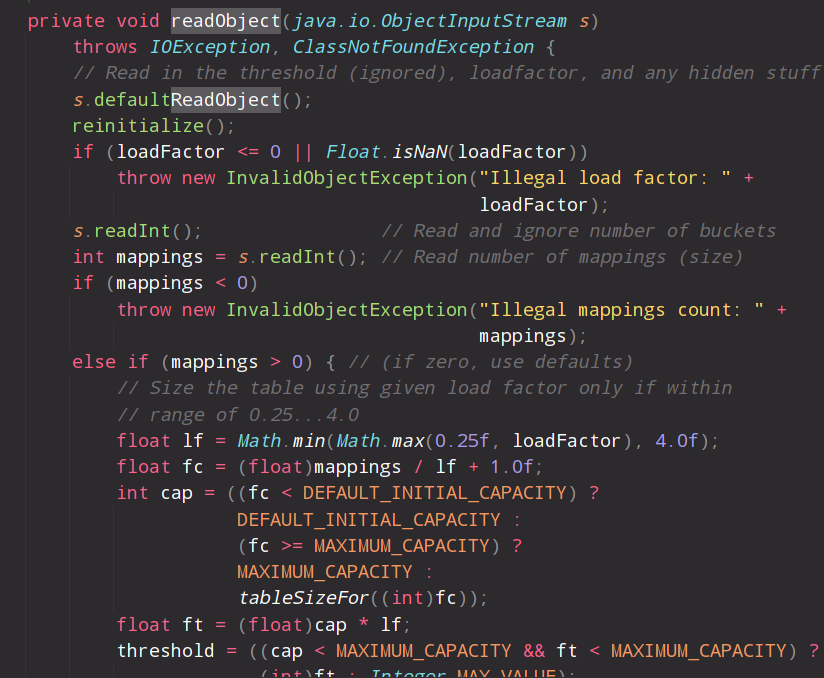 private void readObject(java.io.ObjectInputStream s)
throws IOException, ClassNotFoundException {
// Read in the threshold (ignored), loadfactor, and any hidden stuff
s.defaultReadObject();
reinitialize();
if (loadFactor <= 0 || Float.isNaN(loadFactor))
throw new InvalidObjectException("Illegal load factor: " +
loadFactor);
s.readInt(); // Read and ignore number of buckets
int mappings = s.readInt(); // Read number of mappings (size)
if (mappings < 0)
throw new InvalidObjectException("Illegal mappings count: " +
mappings);
else if (mappings > 0) { // (if zero, use defaults)
// Size the table using given load factor only if within
// range of 0.25...4.0
float lf = Math.min(Math.max(0.25f, loadFactor), 4.0f);
float fc = (float)mappings / lf + 1.0f;
int cap = ((fc < DEFAULT_INITIAL_CAPACITY) ?
DEFAULT_INITIAL_CAPACITY :
(fc >= MAXIMUM_CAPACITY) ?
MAXIMUM_CAPACITY :
tableSizeFor((int)fc));
float ft = (float)cap * lf;
threshold = ((cap < MAXIMUM_CAPACITY && ft < MAXIMUM_CAPACITY) ?
(int)ft : Integer.MAX_VALUE);